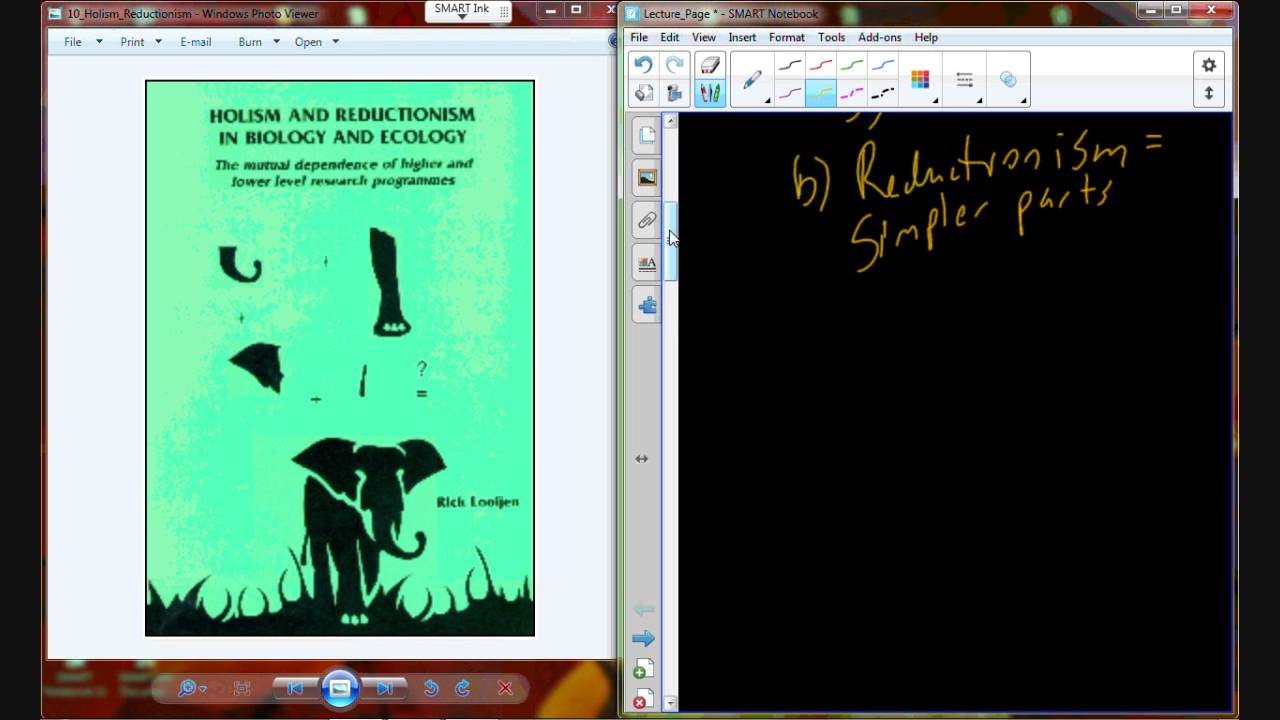 10_Holism_Reductionism - Windows Photo Viewer
SMART Ink
File Print E-mail Burn Open
HOLISM AND REDUCTIONISM
IN BIOLOGY AND ECOLOGY
The mutual dependence of higher and
lower level research programmes
+
+
+
?
=
Rick Looijen
Lecture_Page * - SMART Notebook
File Edit View Insert Format Tools Add-ons Help
b) Reductionism =
Simpler parts